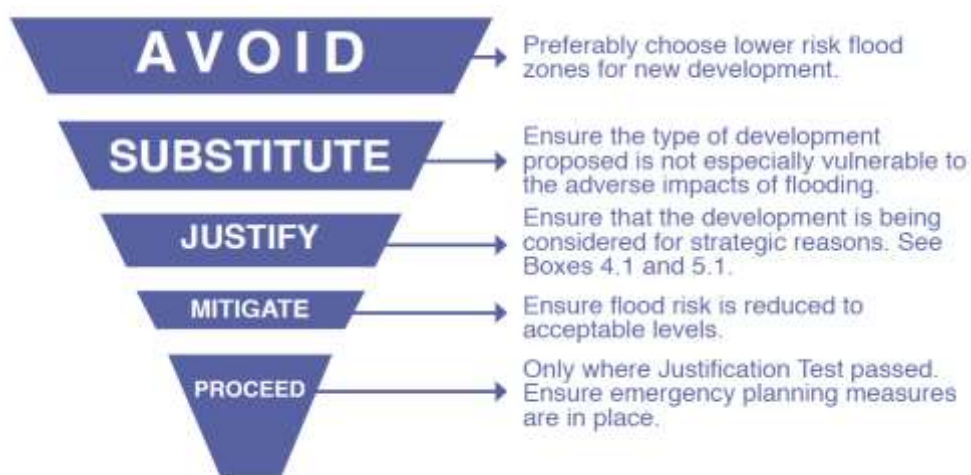 AVOID
Preferably choose lower risk flood
zones for new development.
SUBSTITUTE
Ensure the type of development
proposed is not especially vulnerable to
the adverse impacts of flooding.
JUSTIFY
Ensure that the development is being
considered for strategic reasons. See
Boxes 4.1 and 5.1.
MITIGATE
Ensure flood risk is reduced to
acceptable levels.
PROCEED
Only where Justification Test passed.
Ensure emergency planning measures
are in place.